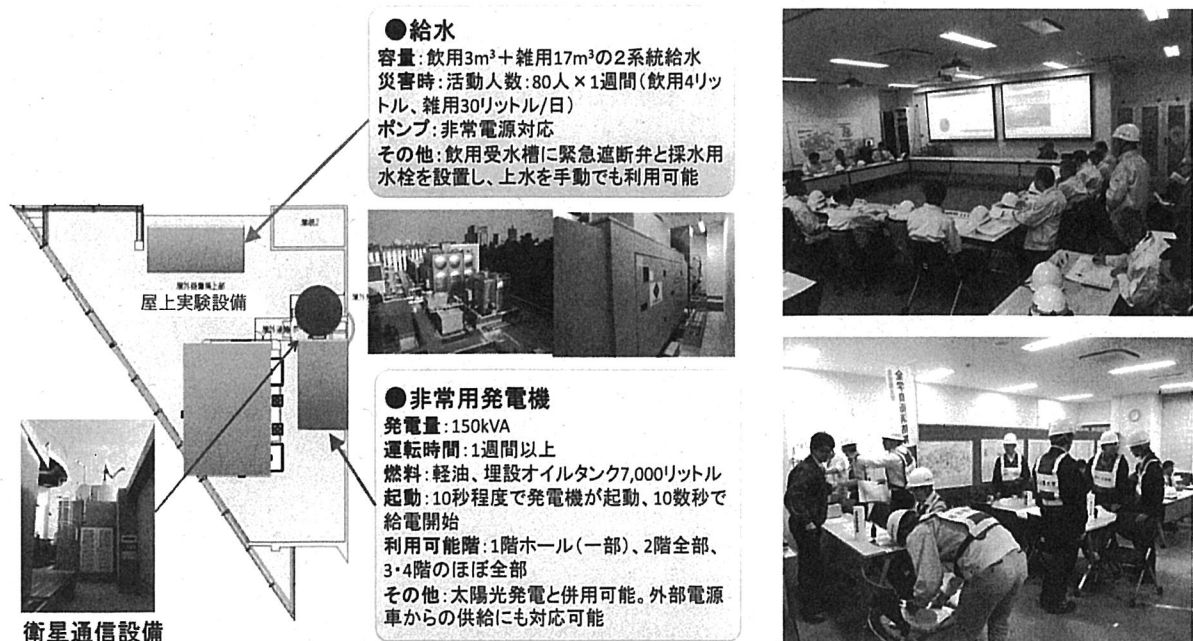 ●給水
容量：飲用3m³＋雑用17m³の2系統給水
災害時：活動人数：80人×1週間（飲用4リッ
トル、雑用30リットル/日）
ポンプ：非常電源対応
その他：飲用受水槽に緊急遮断弁と採水用
水栓を設置し、上水を手動でも利用可能
屋上実験設備
●非常用発電機
発電量：150kVA
運転時間：1週間以上
燃料：軽油、埋設オイルタンク7,000リットル
起動：10秒程度で発電機が起動、10数秒で
給電開始
利用可能階：1階ホール（一部）、2階全部、
3・4階のほぼ全部
その他：太陽光発電と併用可能。外部電源
車からの供給にも対応可能
衛星通信設備